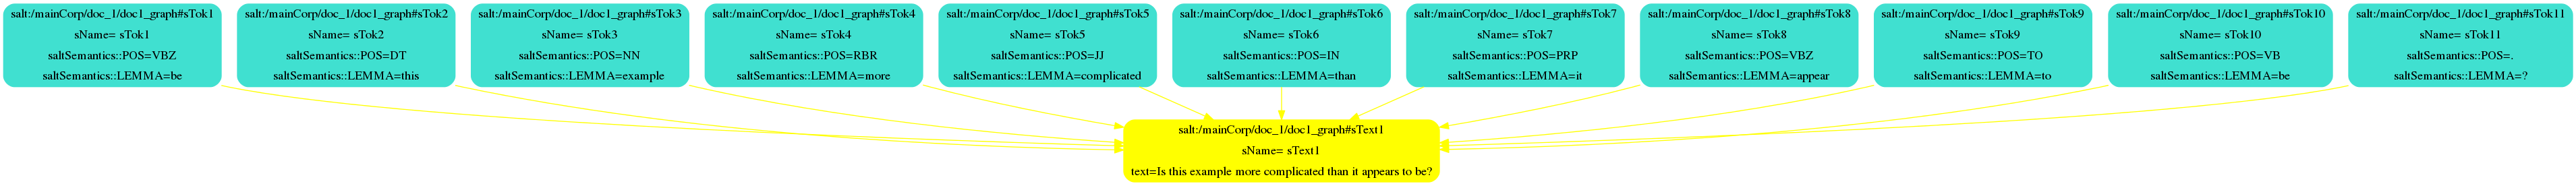 salt:/mainCorp/doc_1/doc1_graph#sTok1
sName= sTok1
saltSemantics::POS=VBZ
saltSemantics::LEMMA=be
salt:/mainCorp/doc_1/doc1_graph#sTok2
sName= sTok2
saltSemantics::POS=DT
saltSemantics::LEMMA=this
salt:/mainCorp/doc_1/doc1_graph#sTok3
sName= sTok3
saltSemantics::POS=NN
saltSemantics::LEMMA=example
salt:/mainCorp/doc_1/doc1_graph#sTok4
sName= sTok4
saltSemantics::POS=RBR
saltSemantics::LEMMA=more
salt:/mainCorp/doc_1/doc1_graph#sTok5
sName= sTok5
saltSemantics::POS=JJ
saltSemantics::LEMMA=complicated
salt:/mainCorp/doc_1/doc1_graph#sTok6
sName= sTok6
saltSemantics::POS=IN
saltSemantics::LEMMA=than
salt:/mainCorp/doc_1/doc1_graph#sTok7
sName= sTok7
saltSemantics::POS=PRP
saltSemantics::LEMMA=it
salt:/mainCorp/doc_1/doc1_graph#sTok8
sName= sTok8
saltSemantics::POS=VBZ
saltSemantics::LEMMA=appear
salt:/mainCorp/doc_1/doc1_graph#sTok9
sName= sTok9
saltSemantics::POS=TO
saltSemantics::LEMMA=to
salt:/mainCorp/doc_1/doc1_graph#sTok10
sName= sTok10
saltSemantics::POS=VB
saltSemantics::LEMMA=be
salt:/mainCorp/doc_1/doc1_graph#sTok11
sName= sTok11
saltSemantics::POS=.
saltSemantics::LEMMA=?
salt:/mainCorp/doc_1/doc1_graph#sText1
sName= sText1
text=Is this example more complicated than it appears to be?